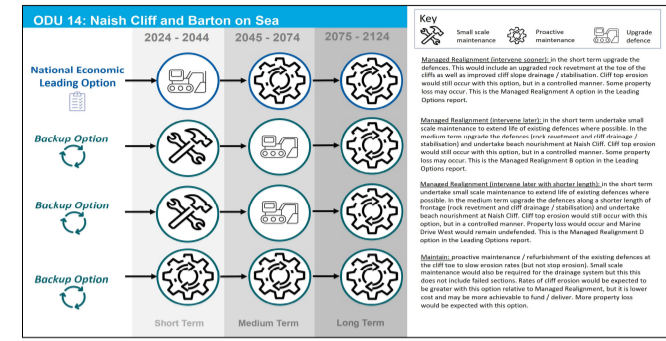 ODU 14: Naish Cliff and Barton on Sea
2024 - 2044
2045 - 2074
2075 - 2124
National Economic
Leading Option
Backup Option
Backup Option
Backup Option
Short Term
Medium Term
Long Term
Key
Small scale
maintenance
Proactive
maintenance
Upgrade
defence
Managed Realignment (intervene sooner): in the short term upgrade the
defences. This would include an upgraded rock revetment at the toe of the
cliffs as well as improved cliff slope drainage / stabilisation. Cliff top erosion
would still occur with this option, but in a controlled manner. Some property
loss may occur. This is the Managed Realignment A option in the Leading
Options report.
Managed Realignment (intervene later): in the short term undertake small
scale maintenance to extend life of existing defences where possible. In the
medium term upgrade the defences (rock revetment and cliff drainage /
stabilisation) and undertake beach nourishment at Naish Cliff. Cliff top erosion
would still occur with this option, but in a controlled manner. Some property
loss may occur. This is the Managed Realignment B option in the Leading
Options report.
Managed Realignment (intervene later with shorter length): in the short term
undertake small scale maintenance to extend life of existing defences where
possible. In the medium term upgrade the defences along a shorter length of
frontage (rock revetment and cliff drainage / stabilisation) and undertake
beach nourishment at Naish Cliff. Cliff top erosion would still occur with this
option, but in a controlled manner. Property loss would occur and Marine
Drive West would remain undefended. This is the Managed Realignment D
option in the Leading Options report.
Maintain: proactive maintenance / refurbishment of the existing defences at
the cliff toe to slow erosion rates (but not stop erosion). Small scale
maintenance would also be required for the drainage system but this this
does not include failed sections. Rates of cliff erosion would be expected to
be greater with this option relative to Managed Realignment, but it is lower
cost and may be more achievable to fund / deliver. More property loss
would be expected with this option.